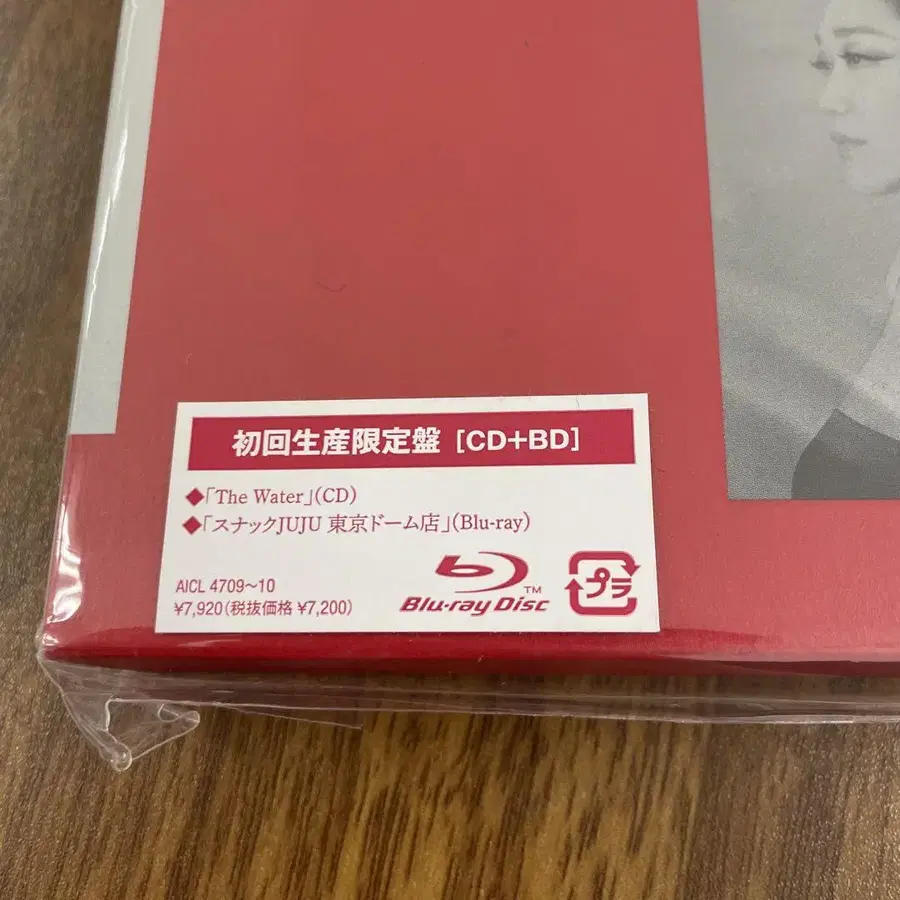 初回生産限定盤 [CD+BD]
◆「The Water」(CD)
◆「スナックJUJU 東京ドーム店」(Blu-ray)
AICL 4709〜10
¥7,920(税抜価格 ¥7,200)
Blu-ray Disc™
プラ